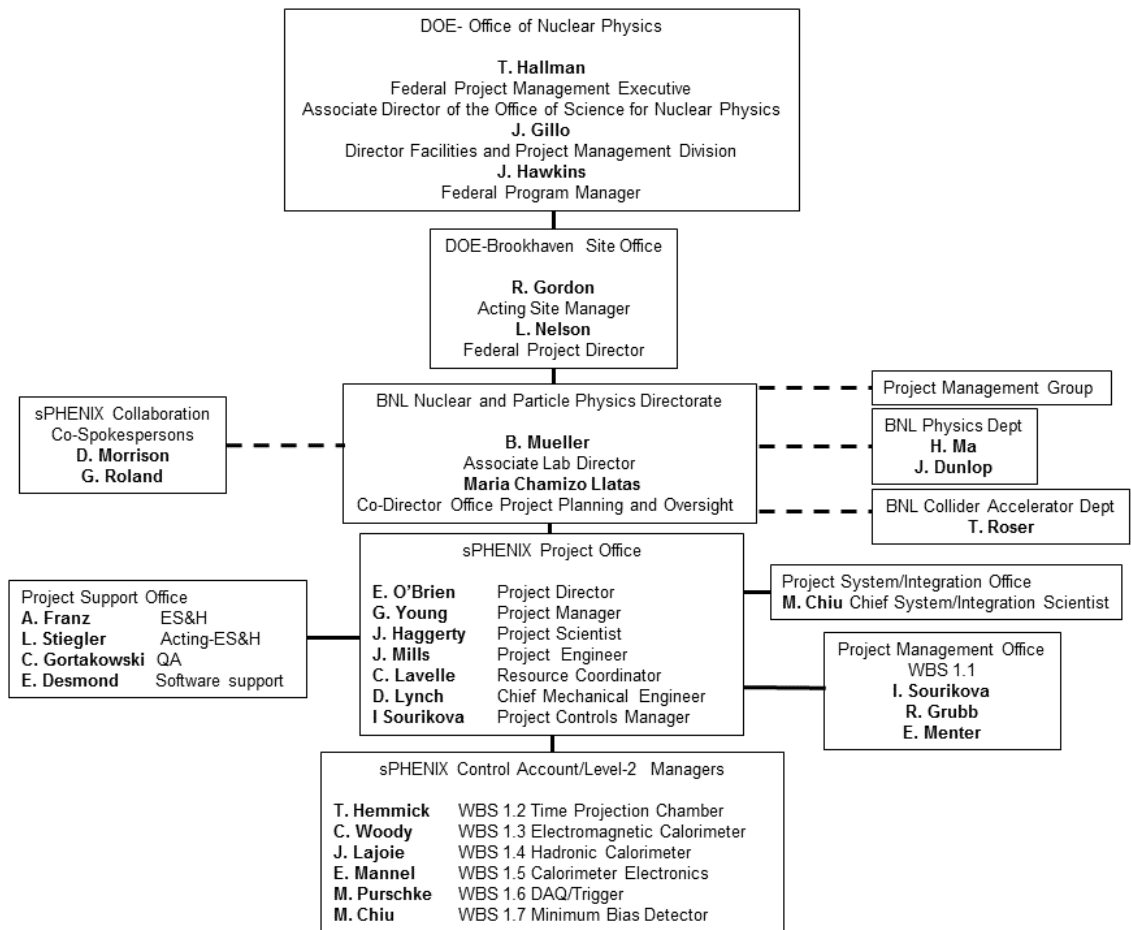 DOE- Office of Nuclear Physics
T. Hallman
Federal Project Management Executive
Associate Director of the Office of Science for Nuclear Physics
J. Gillo
Director Facilities and Project Management Division
J. Hawkins
Federal Program Manager
DOE-Brookhaven Site Office
R. Gordon
Acting Site Manager
L. Nelson
Federal Project Director
sPHENIX Collaboration
Co-Spokespersons
D. Morrison
G. Roland
BNL Nuclear and Particle Physics Directorate
B. Mueller
Associate Lab Director
Maria Chamizo Llatas
Co-Director Office Project Planning and Oversight
Project Management Group
BNL Physics Dept
H. Ma
J. Dunlop
BNL Collider Accelerator Dept
T. Roser
Project Support Office
A. Franz ES&H
L. Stiegler Acting-ES&H
C. Gortakowski QA
E. Desmond Software support
sPHENIX Project Office
E. O'Brien Project Director
G. Young Project Manager
J. Haggerty Project Scientist
J. Mills Project Engineer
C. Lavelle Resource Coordinator
D. Lynch Chief Mechanical Engineer
I Sourikova Project Controls Manager
Project System/Integration Office
M. Chiu Chief System/Integration Scientist
Project Management Office
WBS 1.1
I. Sourikova
R. Grubb
E. Menter
sPHENIX Control Account/Level-2 Managers
T. Hemmick WBS 1.2 Time Projection Chamber
C. Woody WBS 1.3 Electromagnetic Calorimeter
J. Lajoie WBS 1.4 Hadronic Calorimeter
E. Mannel WBS 1.5 Calorimeter Electronics
M. Purschke WBS 1.6 DAQ/Trigger
M. Chiu WBS 1.7 Minimum Bias Detector